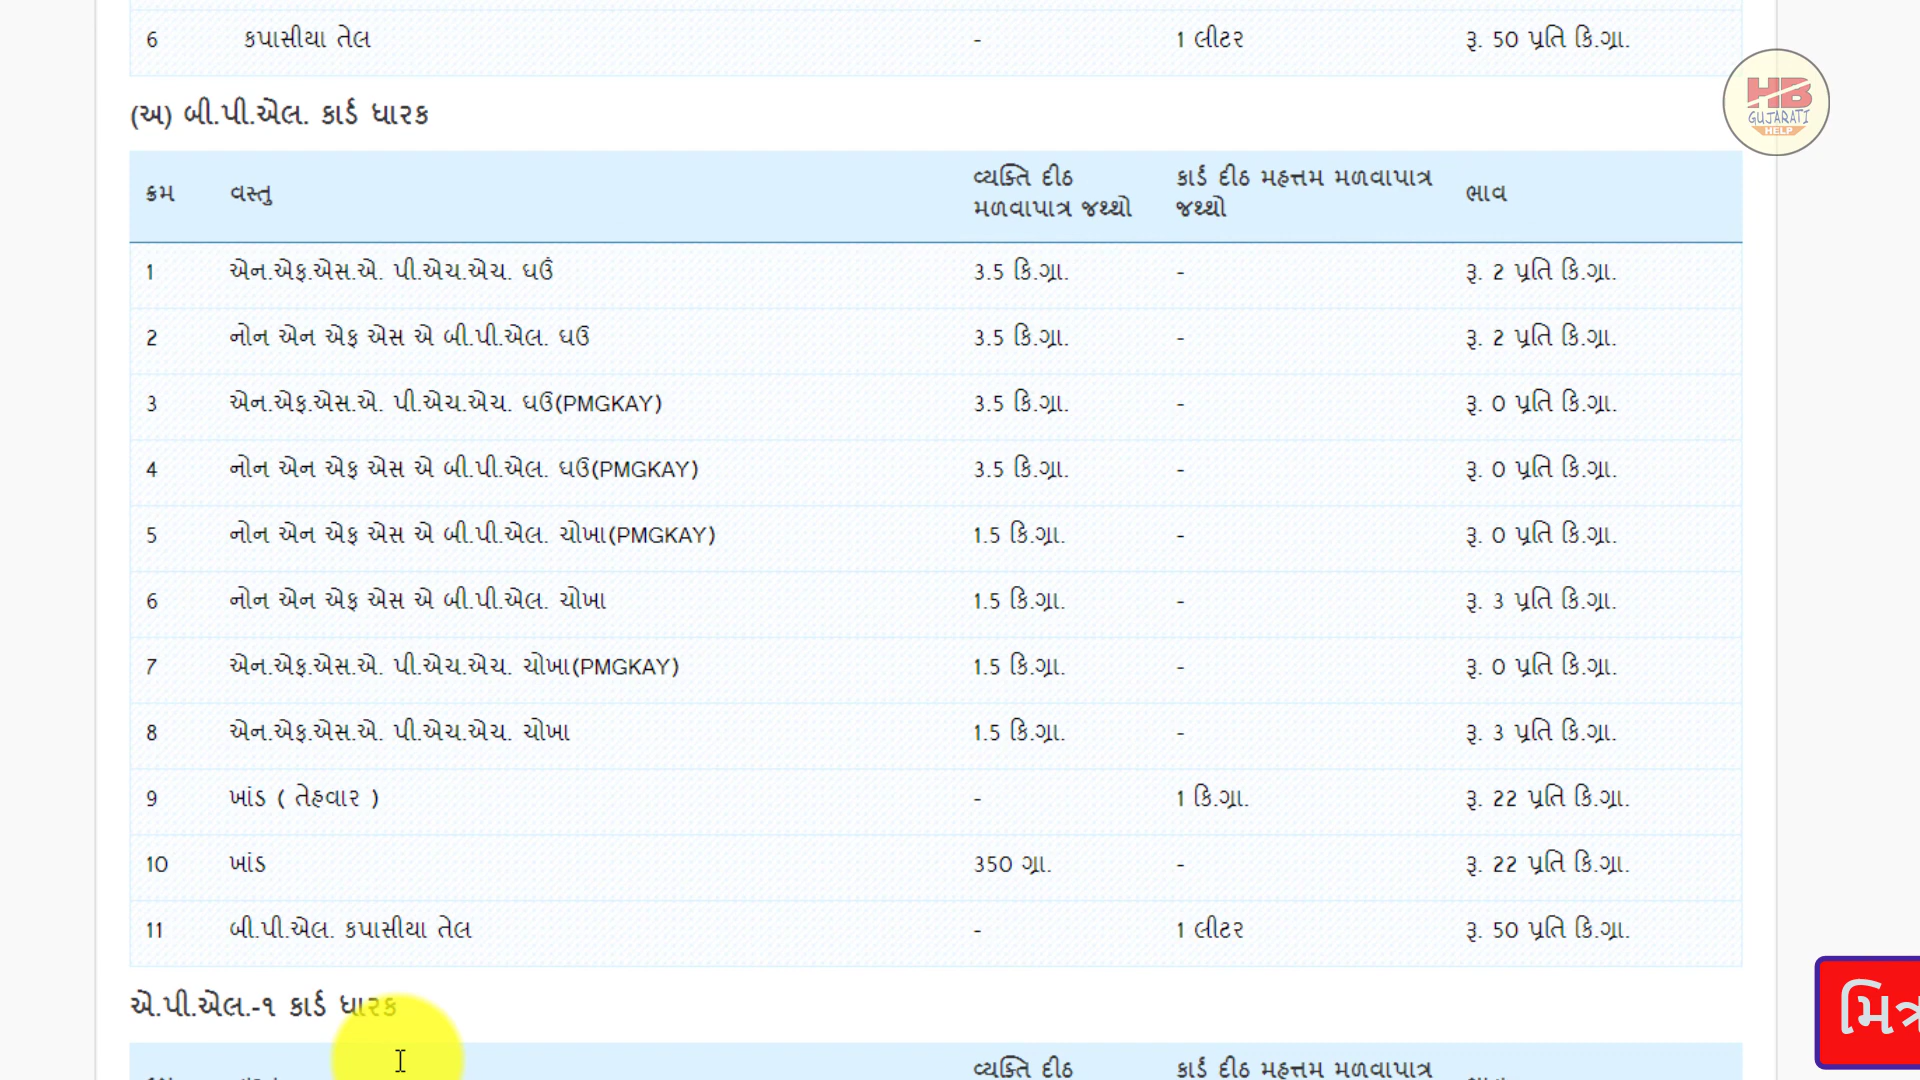 6 કપાસીયા તેલ - 1 લીટર રૂ. 50 પ્રતિ કિ.ગ્રા.
HB
GUJARATI
HELP
(અ) બી.પી.એલ. કાર્ડ ધારક
ક્રમ વસ્તુ વ્યક્તિ દીઠ મળવાપાત્ર જથ્થો કાર્ડ દીઠ મહત્તમ મળવાપાત્ર જથ્થો ભાવ
1 એન.એફ.એસ.એ. પી.એચ.એચ. ઘઉં 3.5 કિ.ગ્રા. - રૂ. 2 પ્રતિ કિ.ગ્રા.
2 નોન એન એફ એસ એ બી.પી.એલ. ઘઉં 3.5 કિ.ગ્રા. - રૂ. 2 પ્રતિ કિ.ગ્રા.
3 એન.એફ.એસ.એ. પી.એચ.એચ. ઘઉં(PMGKAY) 3.5 કિ.ગ્રા. - રૂ. 0 પ્રતિ કિ.ગ્રા.
4 નોન એન એફ એસ એ બી.પી.એલ. ઘઉં(PMGKAY) 3.5 કિ.ગ્રા. - રૂ. 0 પ્રતિ કિ.ગ્રા.
5 નોન એન એફ એસ એ બી.પી.એલ. ચોખા(PMGKAY) 1.5 કિ.ગ્રા. - રૂ. 0 પ્રતિ કિ.ગ્રા.
6 નોન એન એફ એસ એ બી.પી.એલ. ચોખા 1.5 કિ.ગ્રા. - રૂ. 3 પ્રતિ કિ.ગ્રા.
7 એન.એફ.એસ.એ. પી.એચ.એચ. ચોખા(PMGKAY) 1.5 કિ.ગ્રા. - રૂ. 0 પ્રતિ કિ.ગ્રા.
8 એન.એફ.એસ.એ. પી.એચ.એચ. ચોખા 1.5 કિ.ગ્રા. - રૂ. 3 પ્રતિ કિ.ગ્રા.
9 ખાંડ ( તેહવાર ) - 1 કિ.ગ્રા. રૂ. 22 પ્રતિ કિ.ગ્રા.
10 ખાંડ 350 ગ્રા. - રૂ. 22 પ્રતિ કિ.ગ્રા.
11 બી.પી.એલ. કપાસીયા તેલ - 1 લીટર રૂ. 50 પ્રતિ કિ.ગ્રા.
એ.પી.એલ.-૧ કાર્ડ ધારક
વ્યક્તિ દીઠ કાર્ડ દીઠ મહત્તમ મળવાપાત્ર